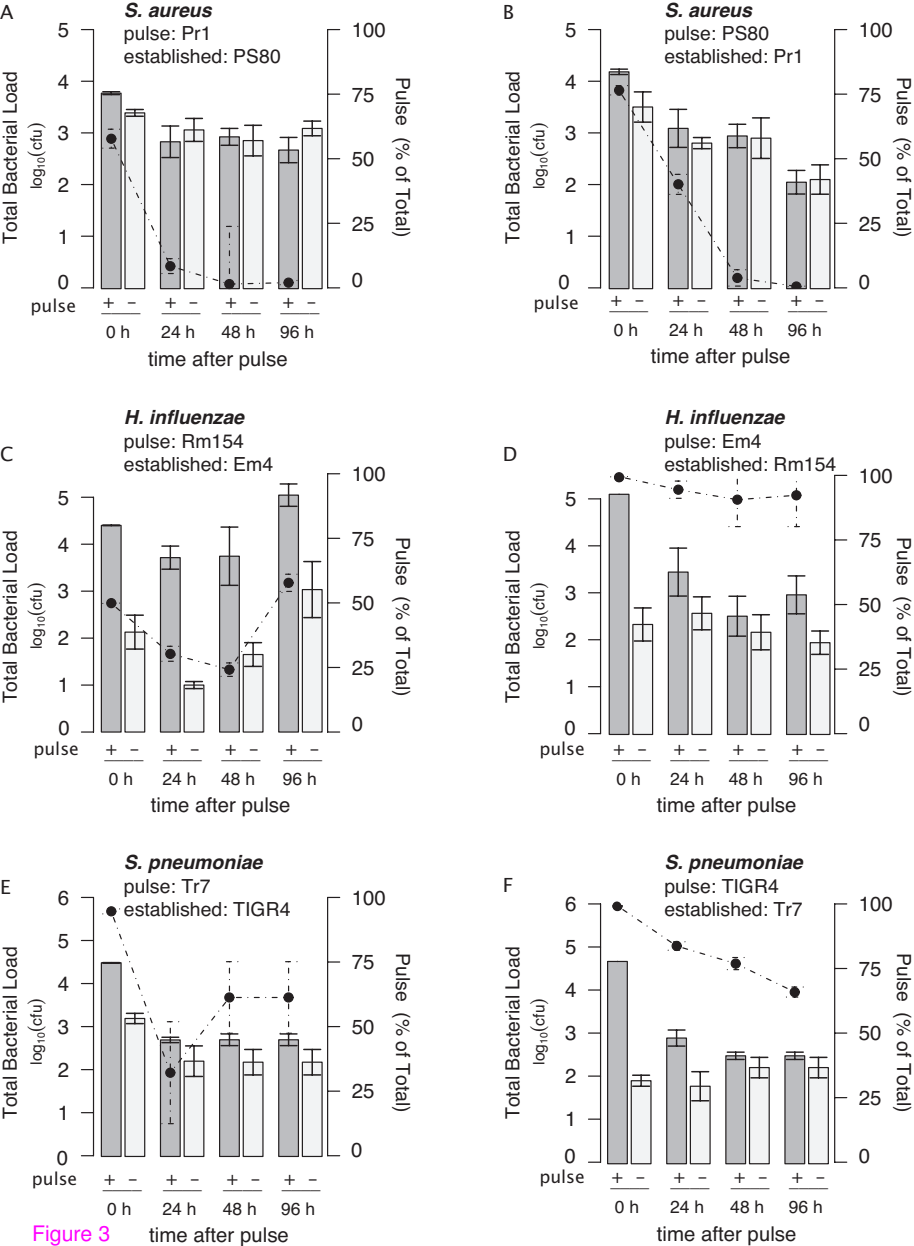 A
S. aureus
pulse: Pr1
established: PS80
5
4
3
2
1
0
Total Bacterial Load
log10(cfu)
100
75
50
25
0
Pulse (% of Total)
pulse
+ − + − + − + −
0 h 24 h 48 h 96 h
time after pulse
B
S. aureus
pulse: PS80
established: Pr1
5
4
3
2
1
0
Total Bacterial Load
log10(cfu)
100
75
50
25
0
Pulse (% of Total)
+ − + − + − + −
0 h 24 h 48 h 96 h
time after pulse
C
H. influenzae
pulse: Rm154
established: Em4
5
4
3
2
1
0
Total Bacterial Load
log10(cfu)
100
75
50
25
0
Pulse (% of Total)
pulse
+ − + − + − + −
0 h 24 h 48 h 96 h
time after pulse
D
H. influenzae
pulse: Em4
established: Rm154
5
4
3
2
1
0
Total Bacterial Load
log10(cfu)
100
75
50
25
0
Pulse (% of Total)
+ − + − + − + −
0 h 24 h 48 h 96 h
time after pulse
E
S. pneumoniae
pulse: Tr7
established: TIGR4
6
5
4
3
2
1
0
Total Bacterial Load
log10(cfu)
100
75
50
25
0
Pulse (% of Total)
pulse
+ − + − + − + −
0 h 24 h 48 h 96 h
time after pulse
F
S. pneumoniae
pulse: TIGR4
established: Tr7
6
5
4
3
2
1
0
Total Bacterial Load
log10(cfu)
100
75
50
25
0
Pulse (% of Total)
+ − + − + − + −
0 h 24 h 48 h 96 h
time after pulse
Figure 3